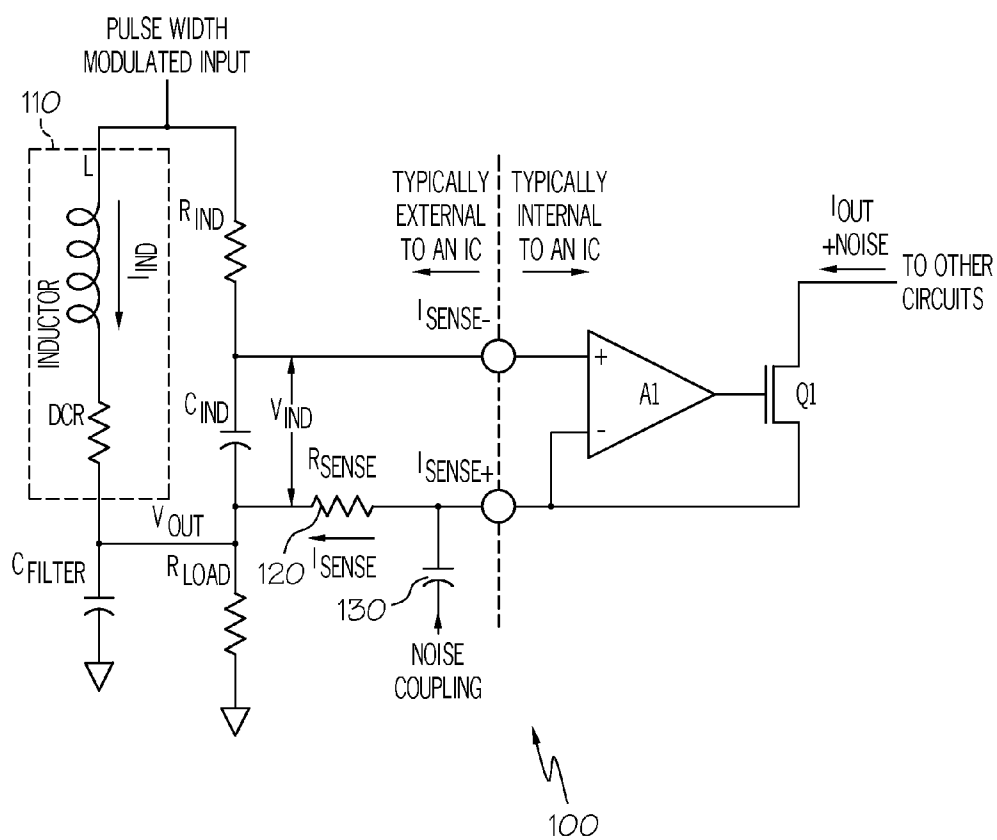 PULSE WIDTH
MODULATED INPUT
110
L
IIND
INDUCTOR
DCR
RIND
TYPICALLY
EXTERNAL
TO AN IC
TYPICALLY
INTERNAL
TO AN IC
IOUT
+NOISE
TO OTHER
CIRCUITS
ISENSE-
+
A1
-
Q1
CIND
VIND
RSENSE
ISENSE+
VOUT
120
ISENSE
CFILTER
RLOAD
130
NOISE
COUPLING
100